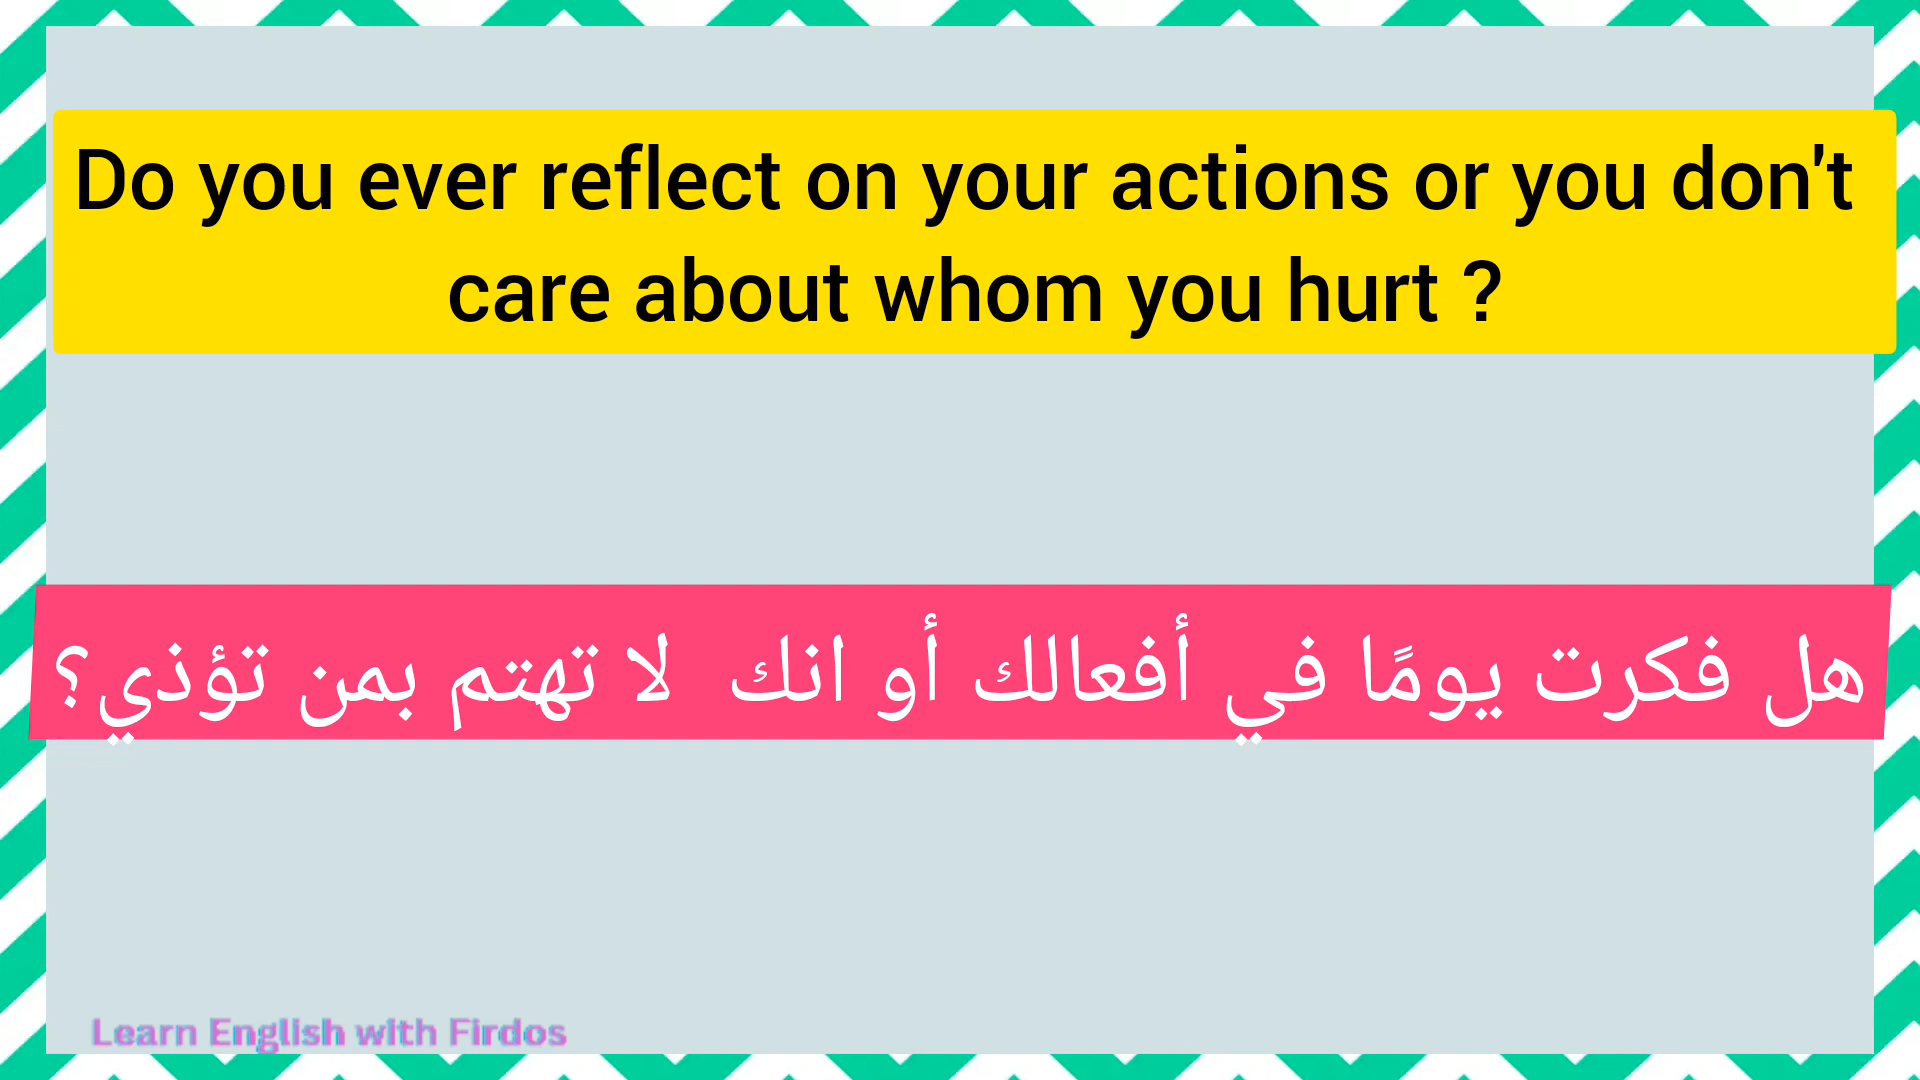 Do you ever reflect on your actions or you don't
care about whom you hurt ?
هل فكرت يومًا في أفعالك أو انك  لا تهتم بمن تؤذي؟
Learn English with Firdos